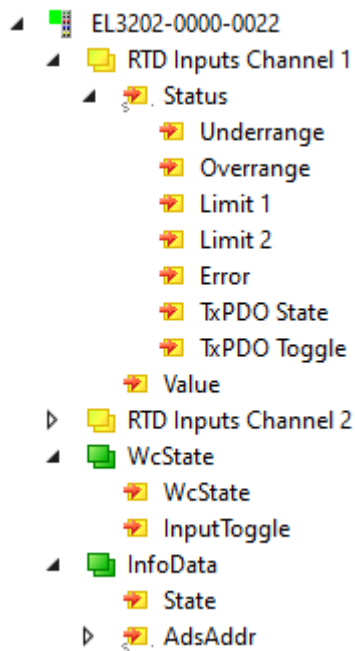 EL3202-0000-0022
RTD Inputs Channel 1
Status
Underrange
Overrange
Limit 1
Limit 2
Error
TxPDO State
TxPDO Toggle
Value
RTD Inputs Channel 2
WcState
WcState
InputToggle
InfoData
State
AdsAddr